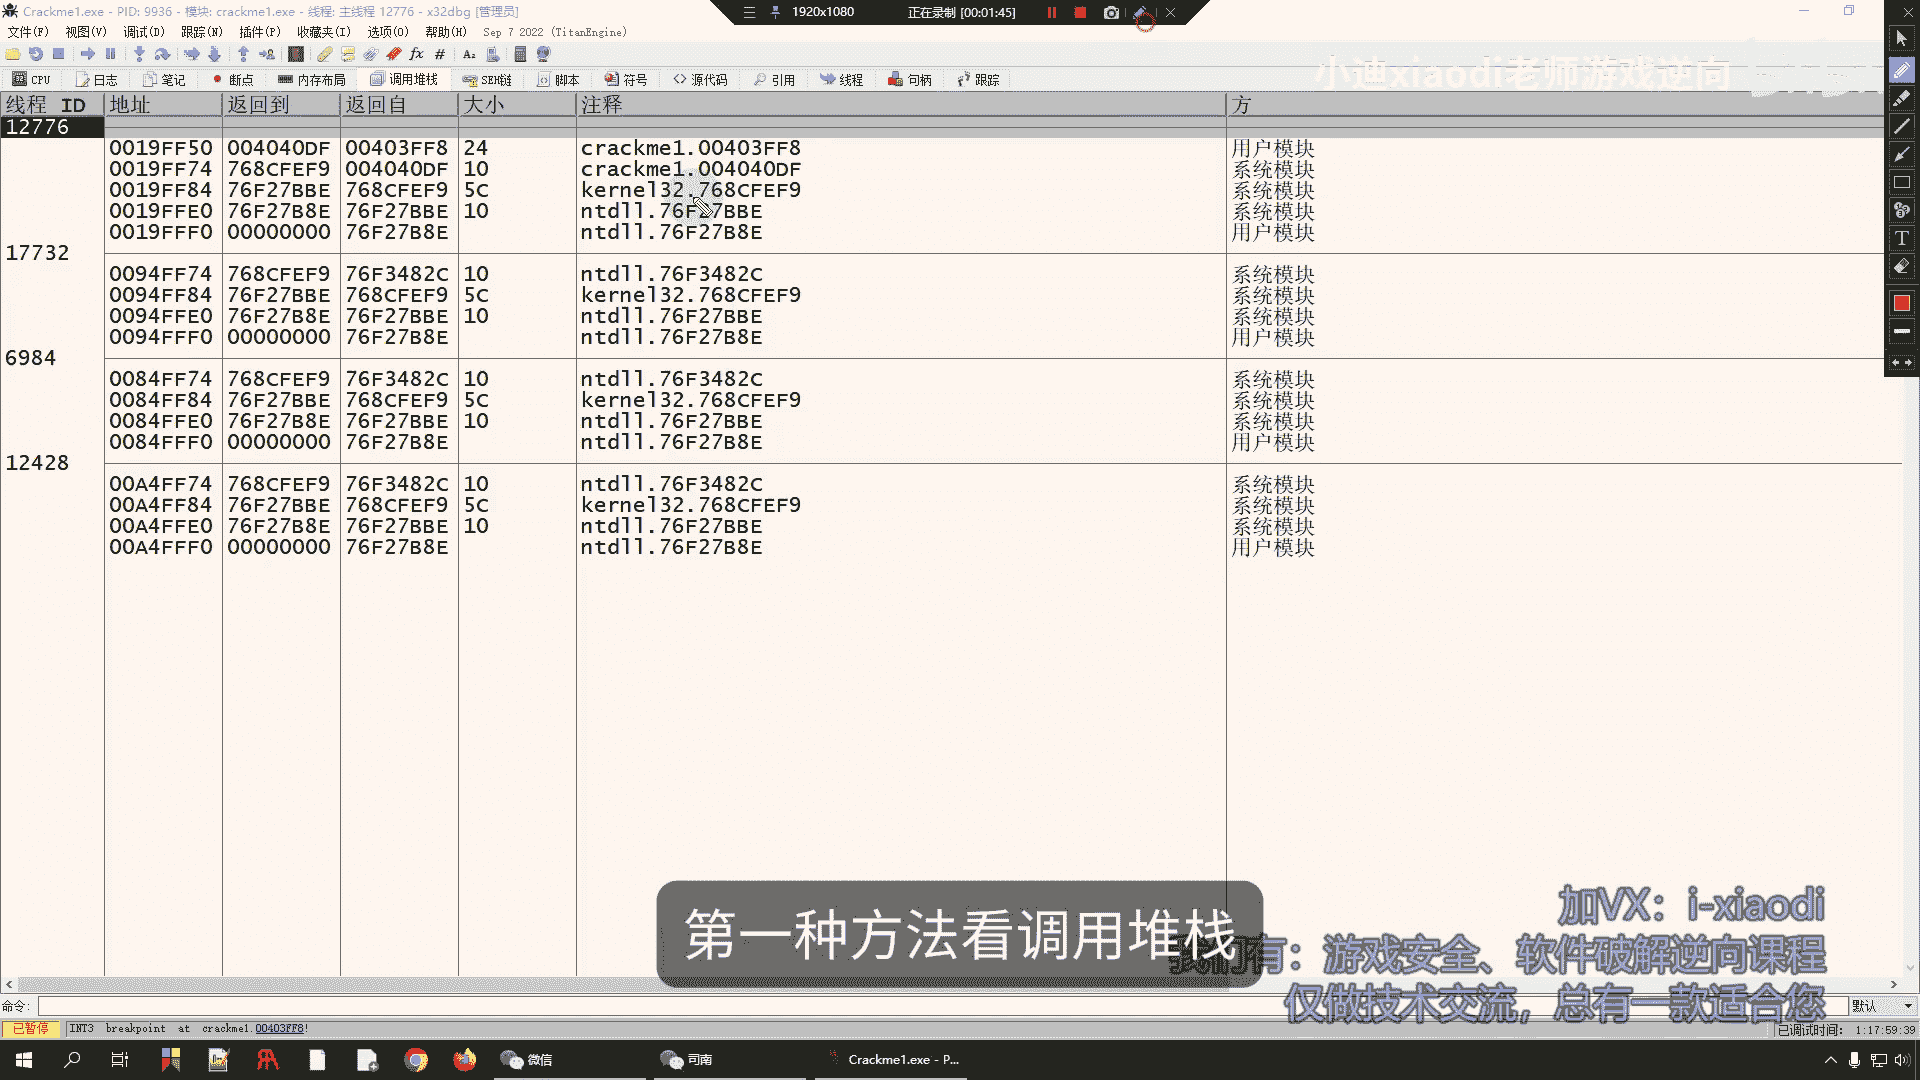 Crackme1.exe - PID: 9936 - 模块: crackme1.exe - 线程: 主线程 12776 - x32dbg [管理员]
1920x1080 正在录制 [00:01:45]
文件(F) 视图(V) 调试(D) 跟踪(N) 插件(P) 收藏夹(I) 选项(O) 帮助(H) Sep 7 2022 (TitanEngine)
CPU 日志 笔记 断点 内存布局 调用堆栈 SEH链 脚本 符号 源代码 引用 线程 句柄 跟踪
小迪xiaodi老师游戏逆向
线程 ID 地址 返回到 返回自 大小 注释 方
12776
0019FF50 004040DF 00403FF8 24 crackme1.00403FF8 用户模块
0019FF74 768CFEF9 004040DF 10 crackme1.004040DF 系统模块
0019FF84 76F27BBE 768CFEF9 5C kernel32.768CFEF9 系统模块
0019FFE0 76F27B8E 76F27BBE 10 ntdll.76F27BBE 系统模块
0019FFF0 00000000 76F27B8E ntdll.76F27B8E 用户模块
17732
0094FF74 768CFEF9 76F3482C 10 ntdll.76F3482C 系统模块
0094FF84 76F27BBE 768CFEF9 5C kernel32.768CFEF9 系统模块
0094FFE0 76F27B8E 76F27BBE 10 ntdll.76F27BBE 系统模块
0094FFF0 00000000 76F27B8E ntdll.76F27B8E 用户模块
6984
0084FF74 768CFEF9 76F3482C 10 ntdll.76F3482C 系统模块
0084FF84 76F27BBE 768CFEF9 5C kernel32.768CFEF9 系统模块
0084FFE0 76F27B8E 76F27BBE 10 ntdll.76F27BBE 系统模块
0084FFF0 00000000 76F27B8E ntdll.76F27B8E 用户模块
12428
00A4FF74 768CFEF9 76F3482C 10 ntdll.76F3482C 系统模块
00A4FF84 76F27BBE 768CFEF9 5C kernel32.768CFEF9 系统模块
00A4FFE0 76F27B8E 76F27BBE 10 ntdll.76F27BBE 系统模块
00A4FFF0 00000000 76F27B8E ntdll.76F27B8E 用户模块
第一种方法看调用堆栈
加VX：i-xiaodi
我们有：游戏安全、软件破解逆向课程
仅做技术交流，总有一款适合您
命令: 默认
已暂停 INT3 breakpoint at crackme1.00403FF8! 已调试时间: 1:17:59:39
微信 司南 Crackme1.exe - P...